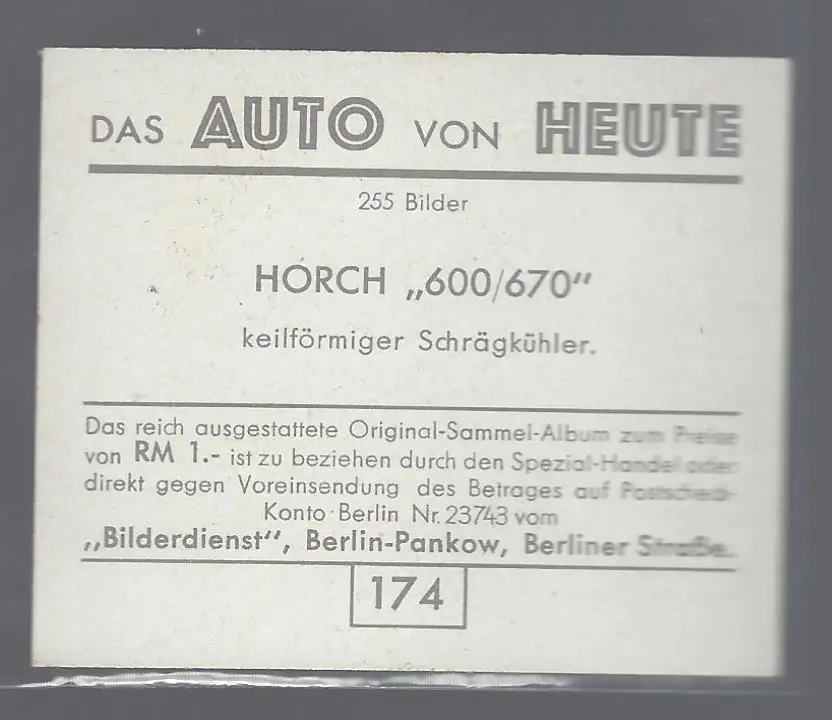 DAS AUTO VON HEUTE
255 Bilder
HORCH „600/670“
keilförmiger Schrägkühler.
Das reich ausgestattete Original-Sammel-Album zum Preise
von RM 1.- ist zu beziehen durch den Spezial-Handel oder
direkt gegen Voreinsendung des Betrages auf Postscheck-
Konto·Berlin Nr. 23743 vom
„Bilderdienst“, Berlin-Pankow, Berliner Straße.
174